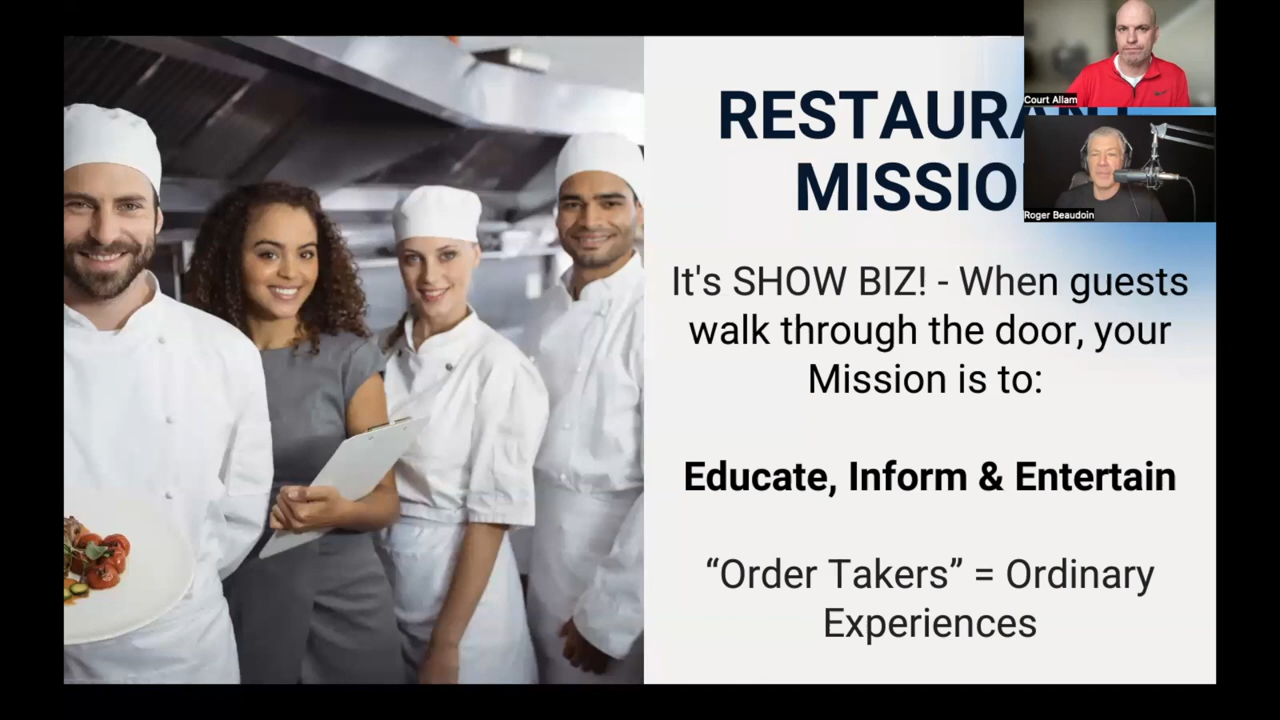 Court Allam
RESTAURANT
MISSIO
Roger Beaudoin
It's SHOW BIZ! - When guests
walk through the door, your
Mission is to:
Educate, Inform & Entertain
“Order Takers” = Ordinary
Experiences